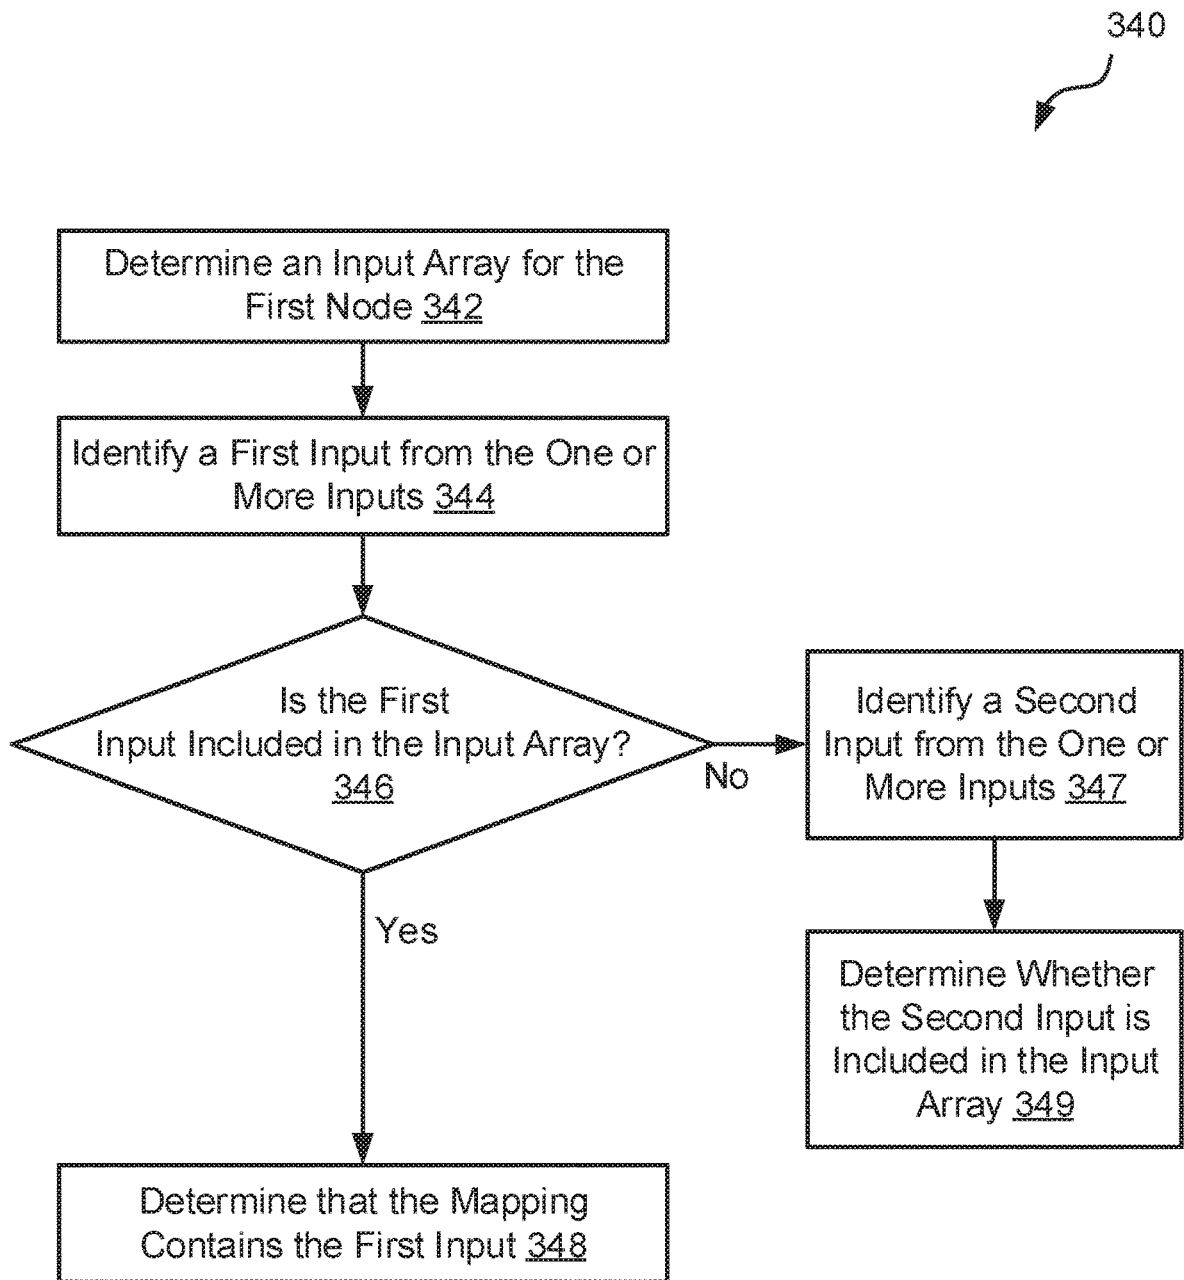 340
Determine an Input Array for the
First Node 342
Identify a First Input from the One or
More Inputs 344
Is the First
Input Included in the Input Array?
346
No
Identify a Second
Input from the One or
More Inputs 347
Yes
Determine Whether
the Second Input is
Included in the Input
Array 349
Determine that the Mapping
Contains the First Input 348